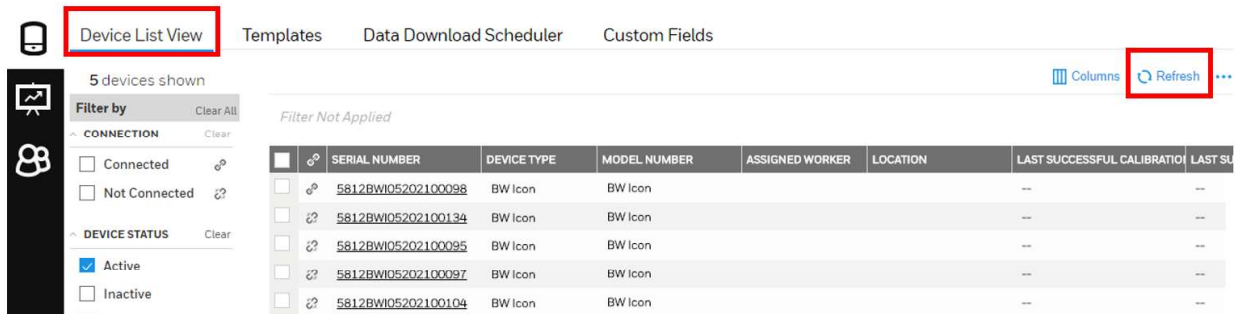 Device List View Templates Data Download Scheduler Custom Fields
5 devices shown
Columns Refresh ...
Filter by Clear All
Filter Not Applied
CONNECTION Clear
Connected
Not Connected
DEVICE STATUS Clear
Active
Inactive
SERIAL NUMBER DEVICE TYPE MODEL NUMBER ASSIGNED WORKER LOCATION LAST SUCCESSFUL CALIBRATIO LAST SU
5812BWI05202100098 BW Icon BW Icon -- --
5812BWI05202100134 BW Icon BW Icon -- --
5812BWI05202100095 BW Icon BW Icon -- --
5812BWI05202100097 BW Icon BW Icon -- --
5812BWI05202100104 BW Icon BW Icon -- --